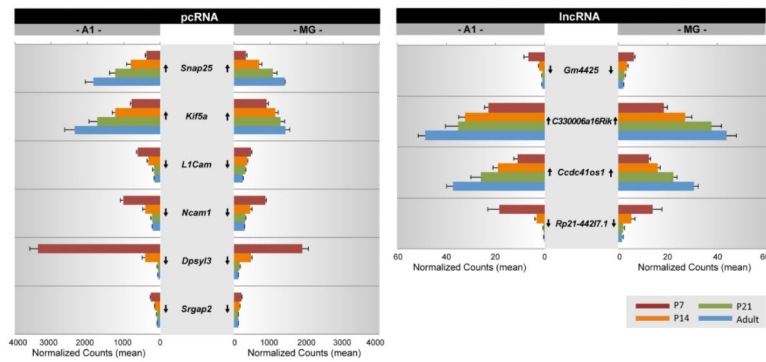 pcRNA
- A1 -
- MG -
Snap25
Kif5a
L1Cam
Ncam1
Dpsyl3
Srgap2
4000 3000 2000 1000 0
0 1000 2000 3000 4000
Normalized Counts (mean)
Normalized Counts (mean)
lncRNA
- A1 -
- MG -
Gm4425
C330006a16Rik
Ccdc41os1
Rp21-442I7.1
60 40 20 0
0 20 40 60
Normalized Counts (mean)
Normalized Counts (mean)
P7 P21
P14 Adult